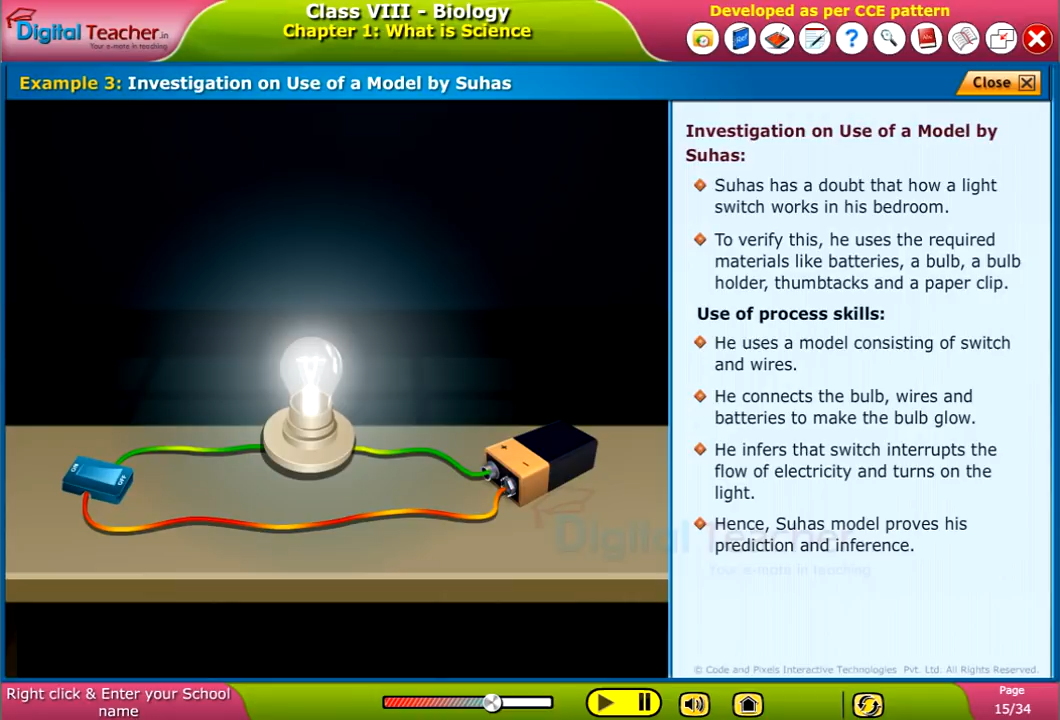 Digital Teacher.in
Your e-mate in teaching
Class VIII - Biology
Chapter 1: What is Science
Developed as per CCE pattern
Example 3: Investigation on Use of a Model by Suhas
Close
Investigation on Use of a Model by
Suhas:
Suhas has a doubt that how a light
switch works in his bedroom.
To verify this, he uses the required
materials like batteries, a bulb, a bulb
holder, thumbtacks and a paper clip.
Use of process skills:
He uses a model consisting of switch
and wires.
He connects the bulb, wires and
batteries to make the bulb glow.
He infers that switch interrupts the
flow of electricity and turns on the
light.
Hence, Suhas model proves his
prediction and inference.
ON
OFF
+
-
Digital Teacher
Your e-mate in teaching
© Code and Pixels Interactive Technologies Pvt. Ltd. All Rights Reserved.
Right click & Enter your School
name
Page
15/34